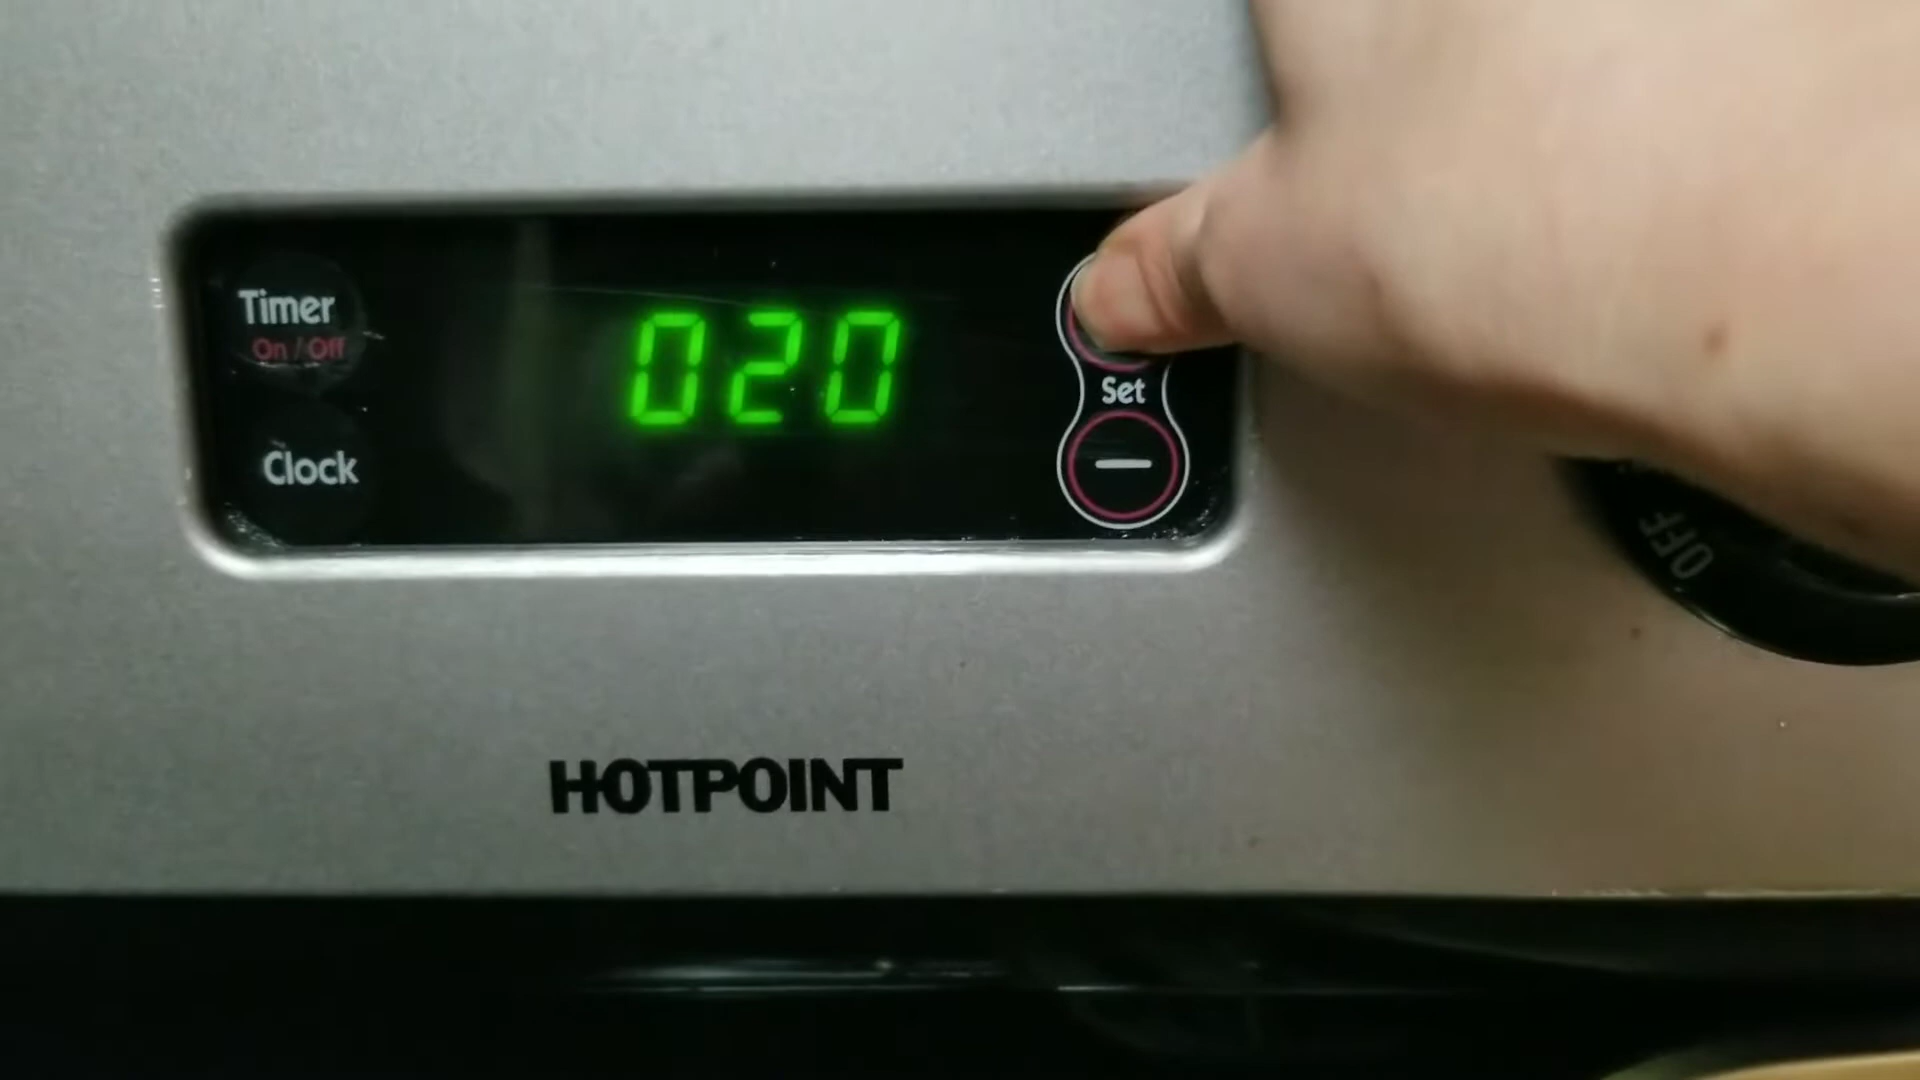 Timer
On / Off
Clock
020
Set
—
OFF
HOTPOINT